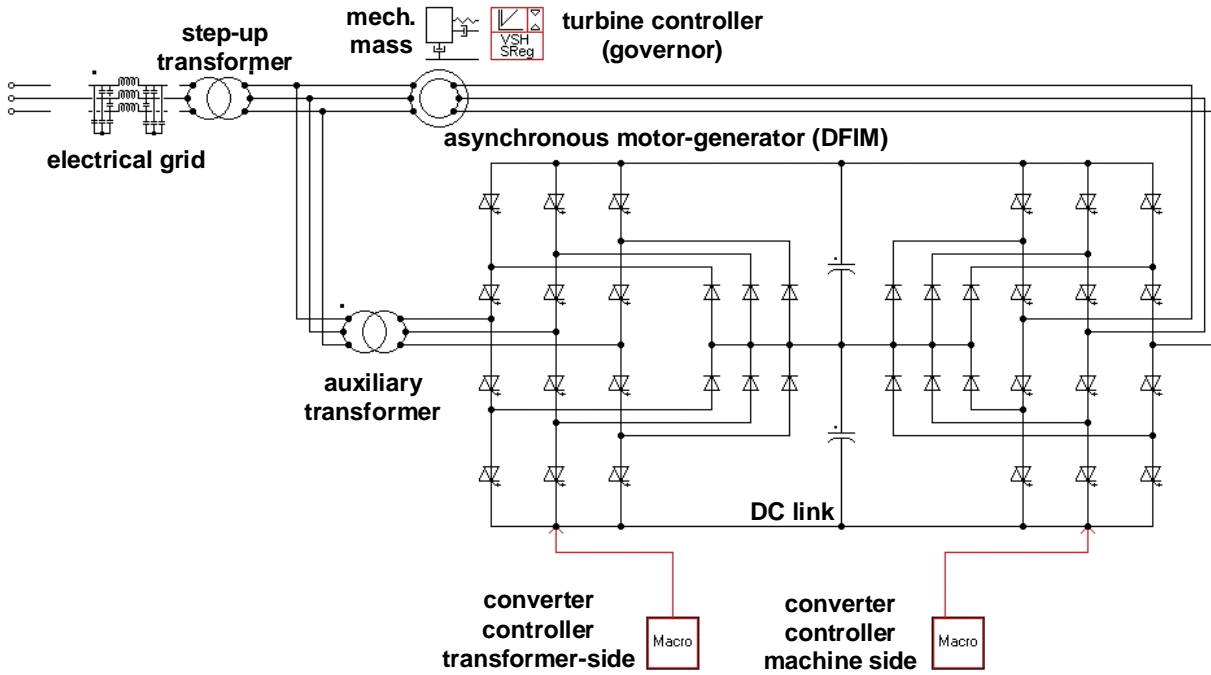 mech.
mass
VSH
SReg
turbine controller
(governor)
step-up
transformer
asynchronous motor-generator (DFIM)
electrical grid
auxiliary
transformer
DC link
converter
controller
transformer-side
Macro
converter
controller
machine side
Macro